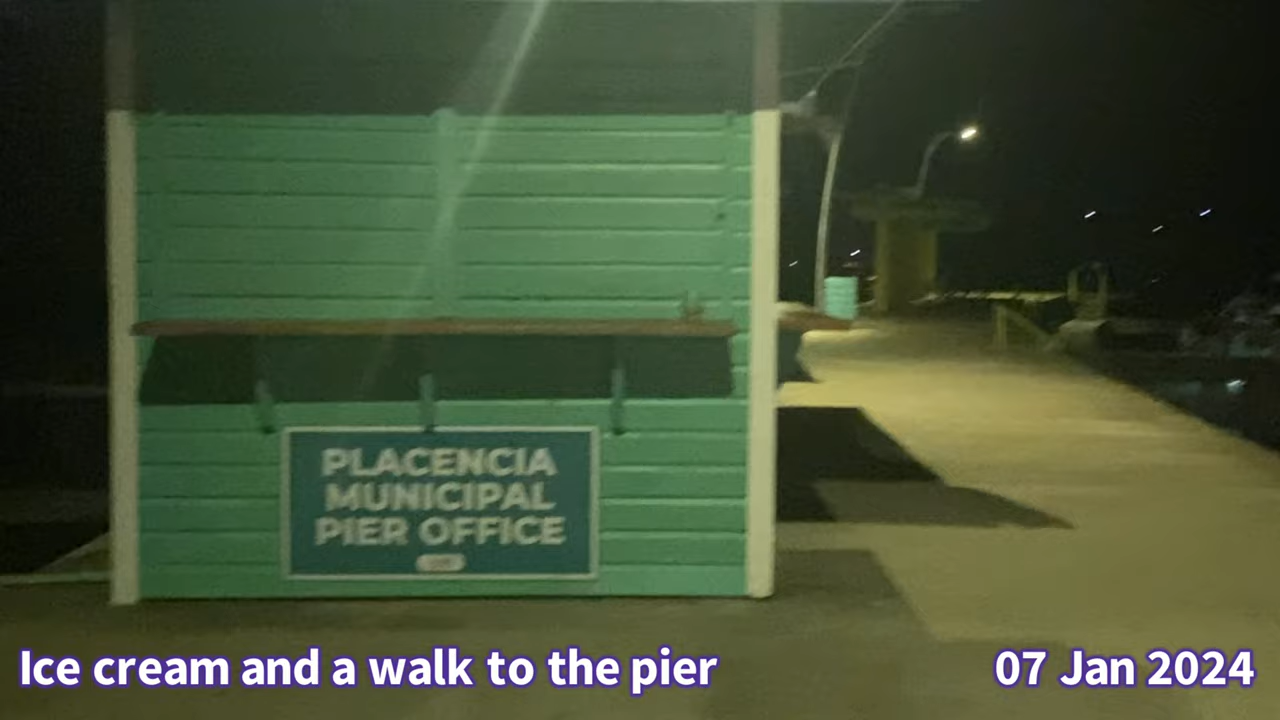 PLACENCIA
MUNICIPAL
PIER OFFICE
Ice cream and a walk to the pier
07 Jan 2024